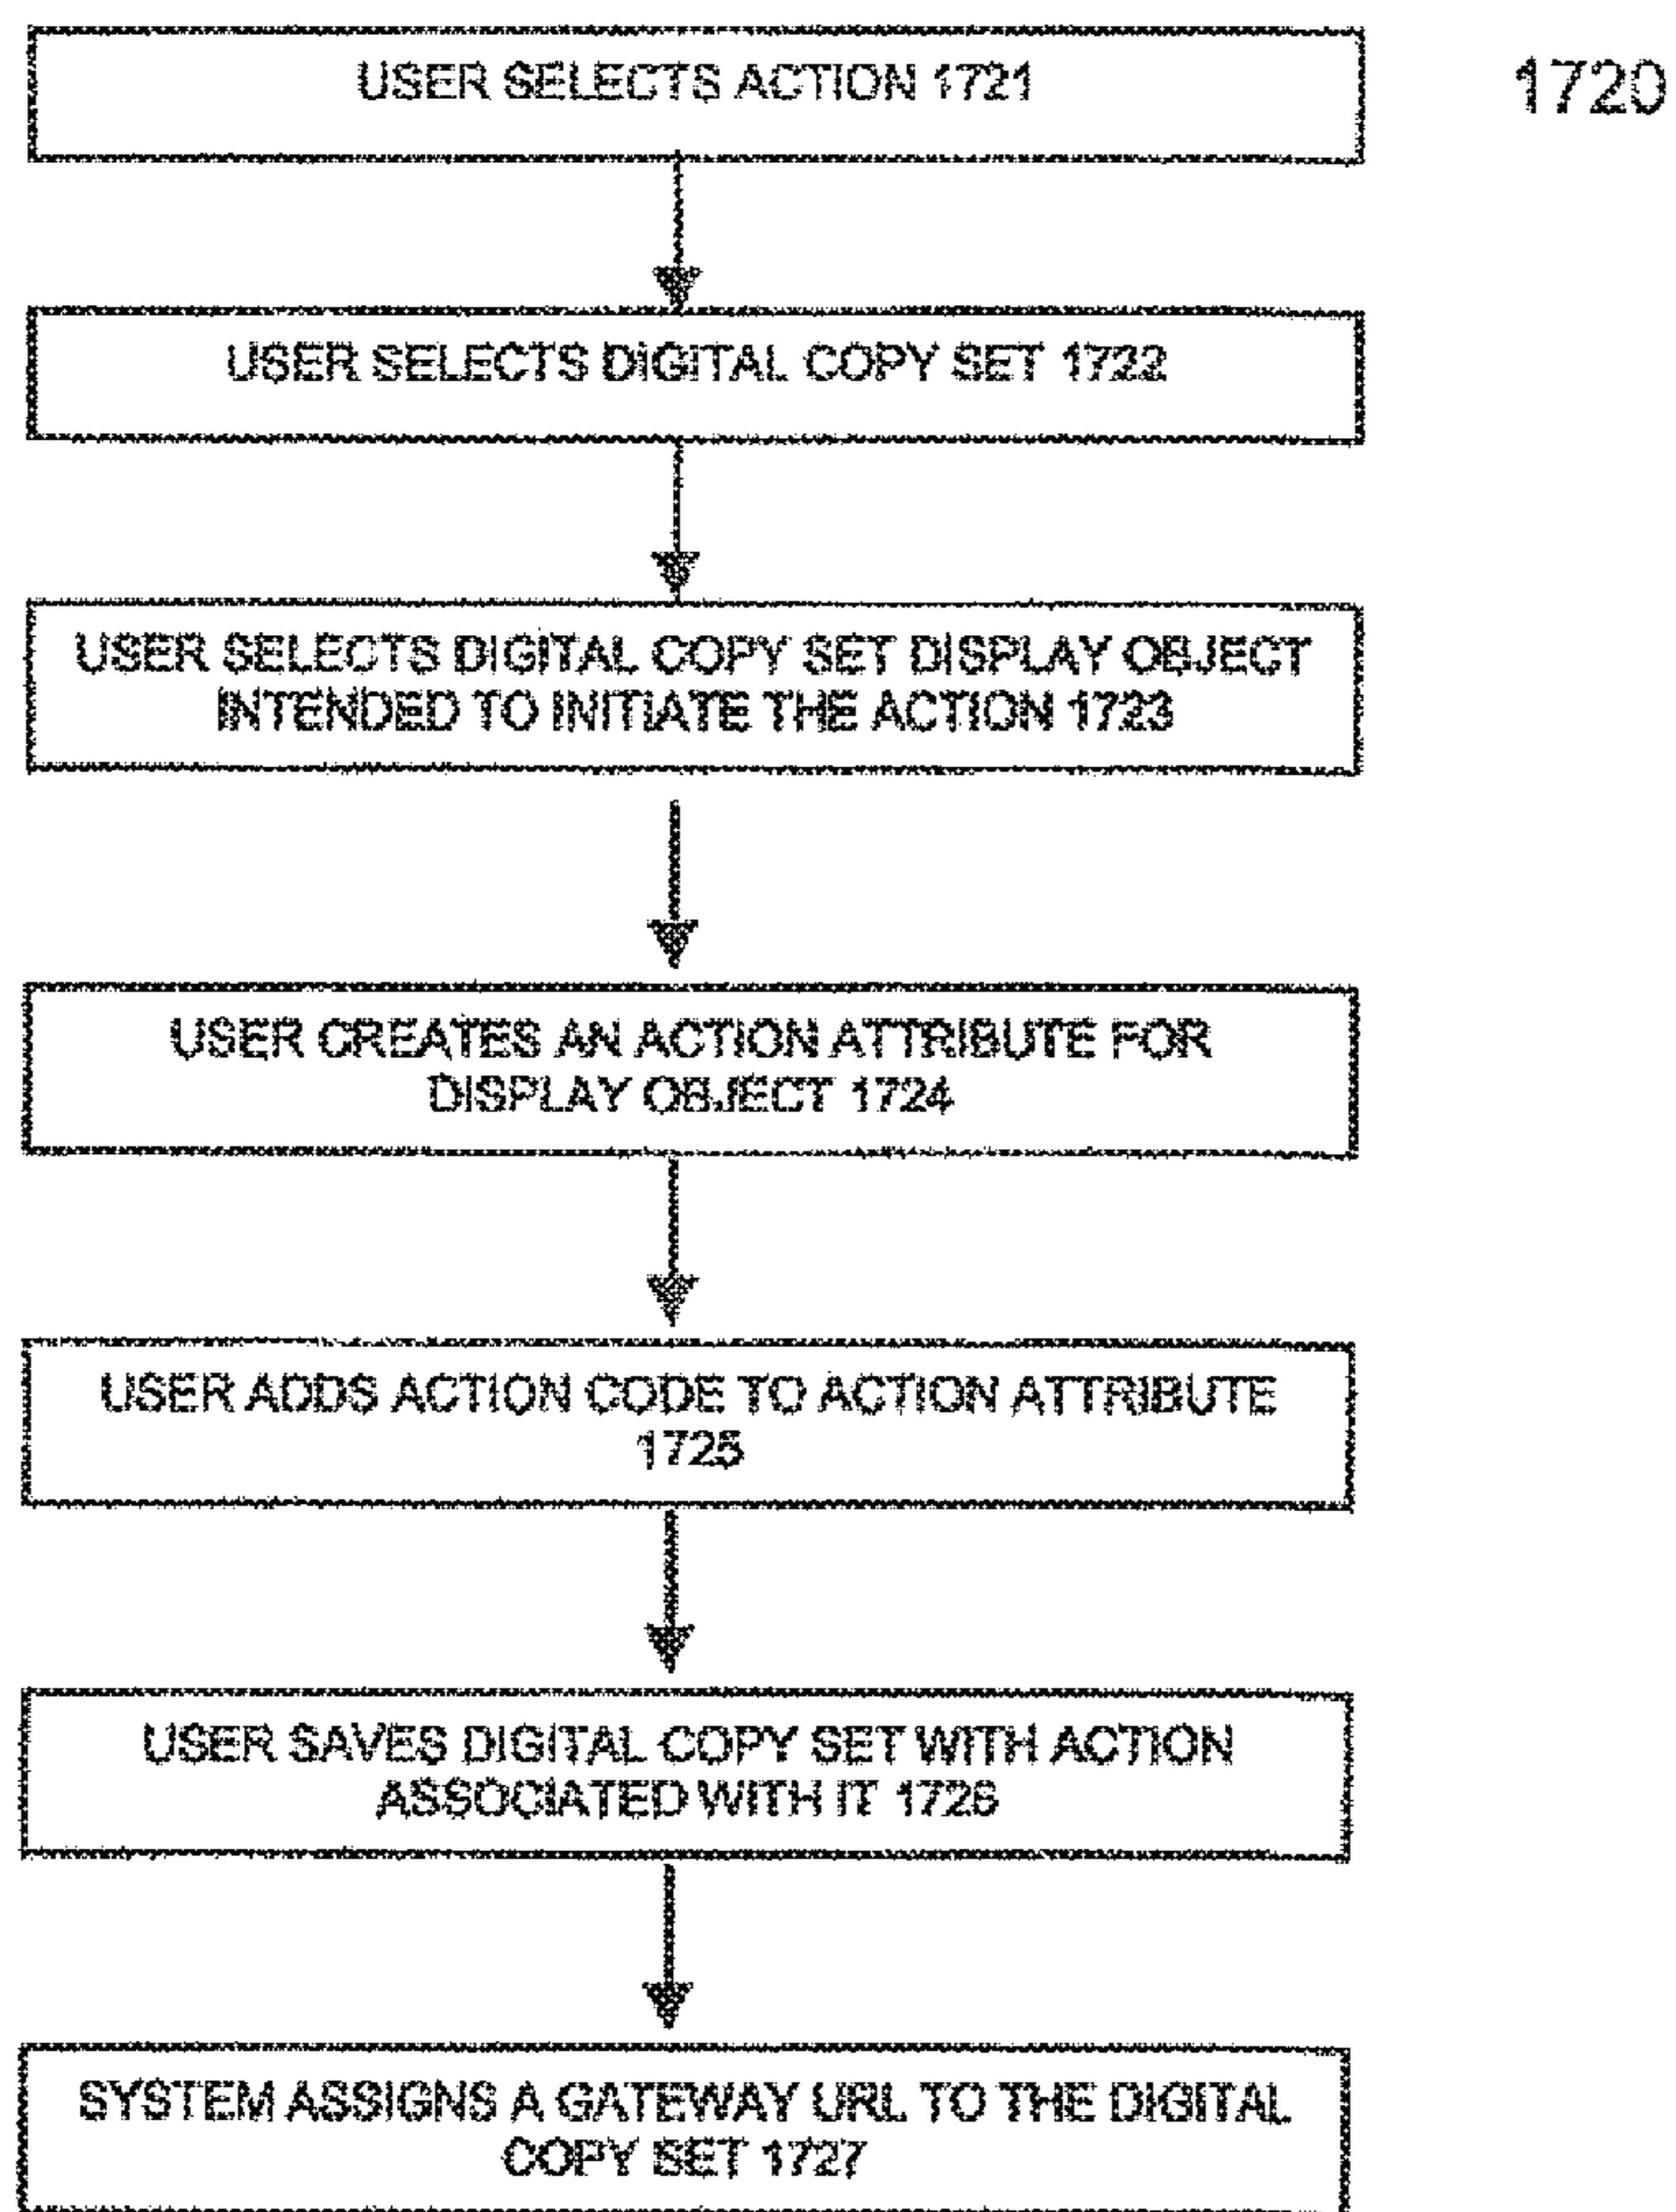 USER SELECTS ACTION 1721
1720
USER SELECTS DIGITAL COPY SET 1722
USER SELECTS DIGITAL COPY SET DISPLAY OBJECT
INTENDED TO INITIATE THE ACTION 1723
USER CREATES AN ACTION ATTRIBUTE FOR
DISPLAY OBJECT 1724
USER ADDS ACTION CODE TO ACTION ATTRIBUTE
1725
USER SAVES DIGITAL COPY SET WITH ACTION
ASSOCIATED WITH IT 1726
SYSTEM ASSIGNS A GATEWAY URL TO THE DIGITAL
COPY SET 1727